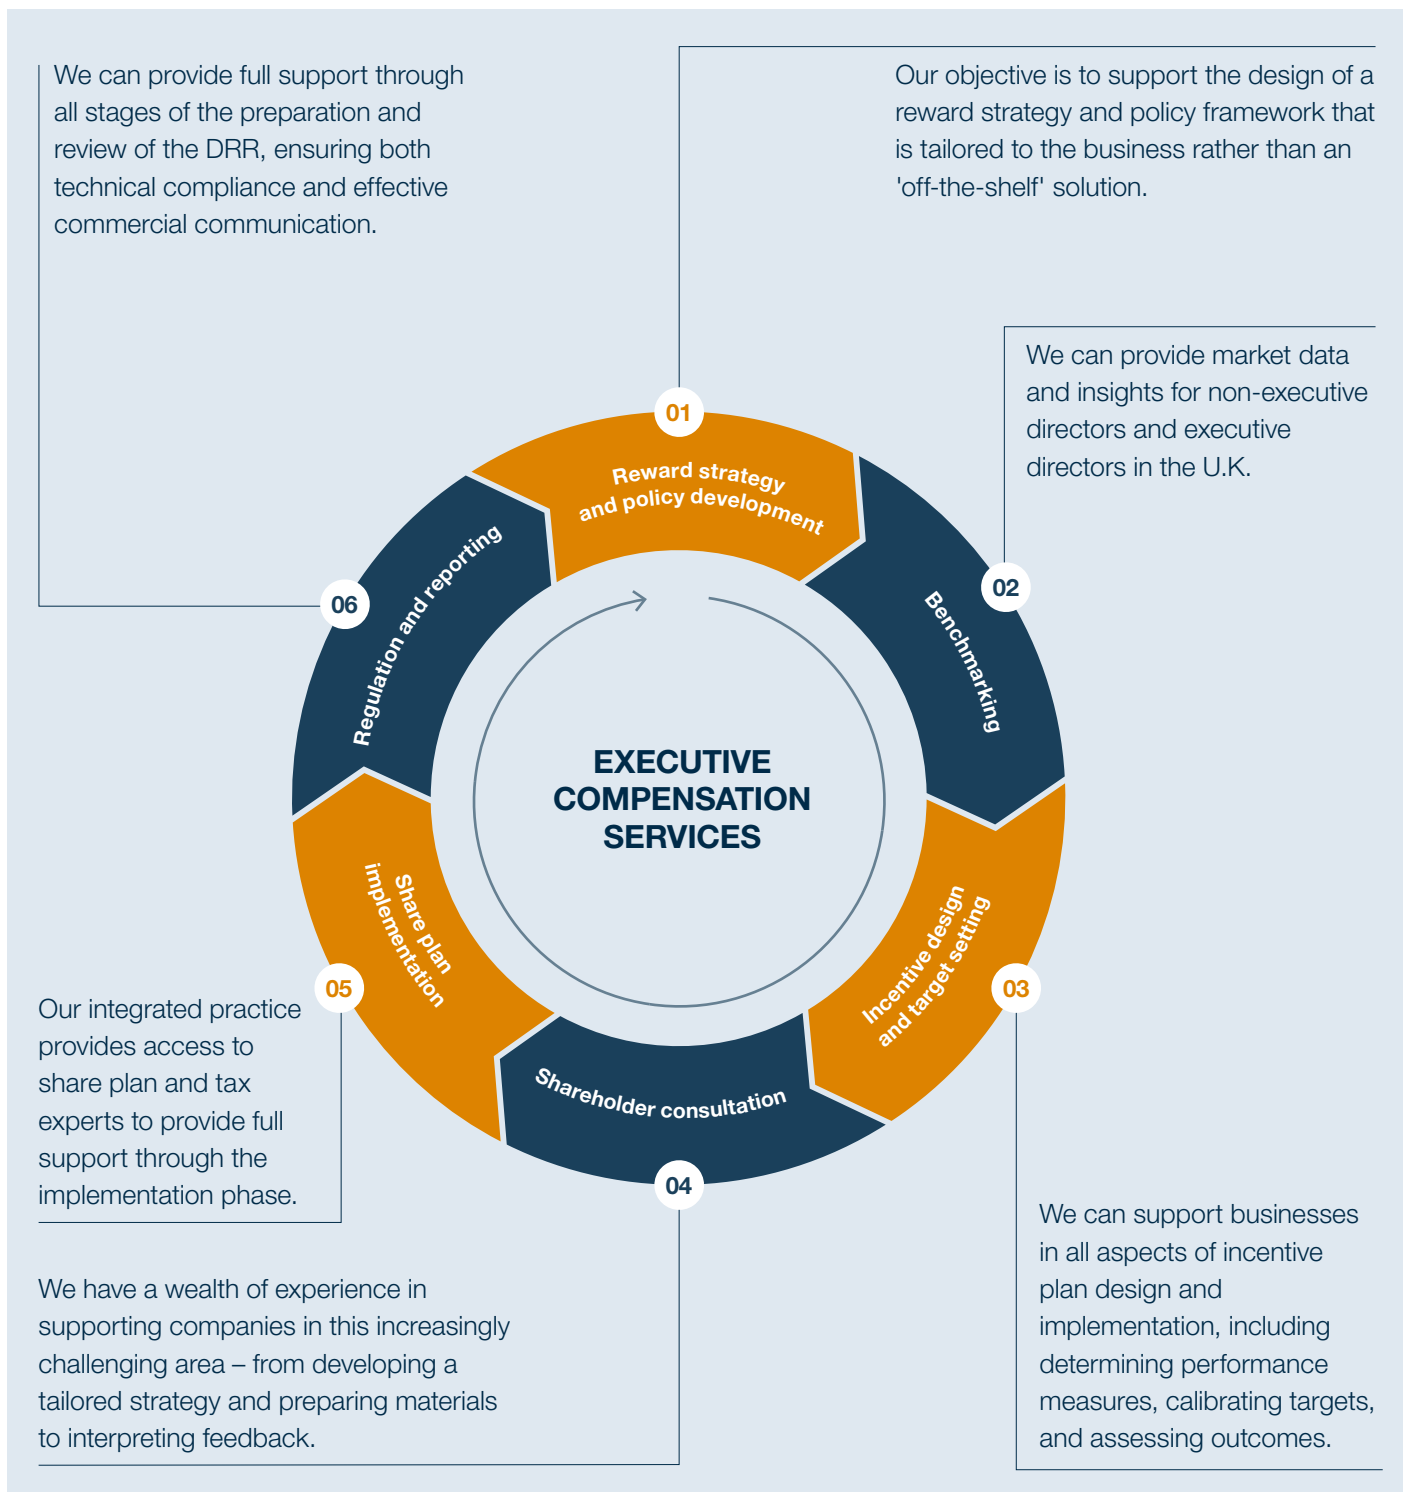 We can provide full support through
all stages of the preparation and
review of the DRR, ensuring both
technical compliance and effective
commercial communication.
Our objective is to support the design of a
reward strategy and policy framework that
is tailored to the business rather than an
'off-the-shelf' solution.
We can provide market data
and insights for non-executive
directors and executive
directors in the U.K.
01
Reward strategy
and policy development
02
Benchmarking
06
Regulation and reporting
EXECUTIVE
COMPENSATION
SERVICES
03
Incentive design
and target setting
05
Share plan
implementation
04
Shareholder consultation
Our integrated practice
provides access to
share plan and tax
experts to provide full
support through the
implementation phase.
We have a wealth of experience in
supporting companies in this increasingly
challenging area – from developing a
tailored strategy and preparing materials
to interpreting feedback.
We can support businesses
in all aspects of incentive
plan design and
implementation, including
determining performance
measures, calibrating targets,
and assessing outcomes.